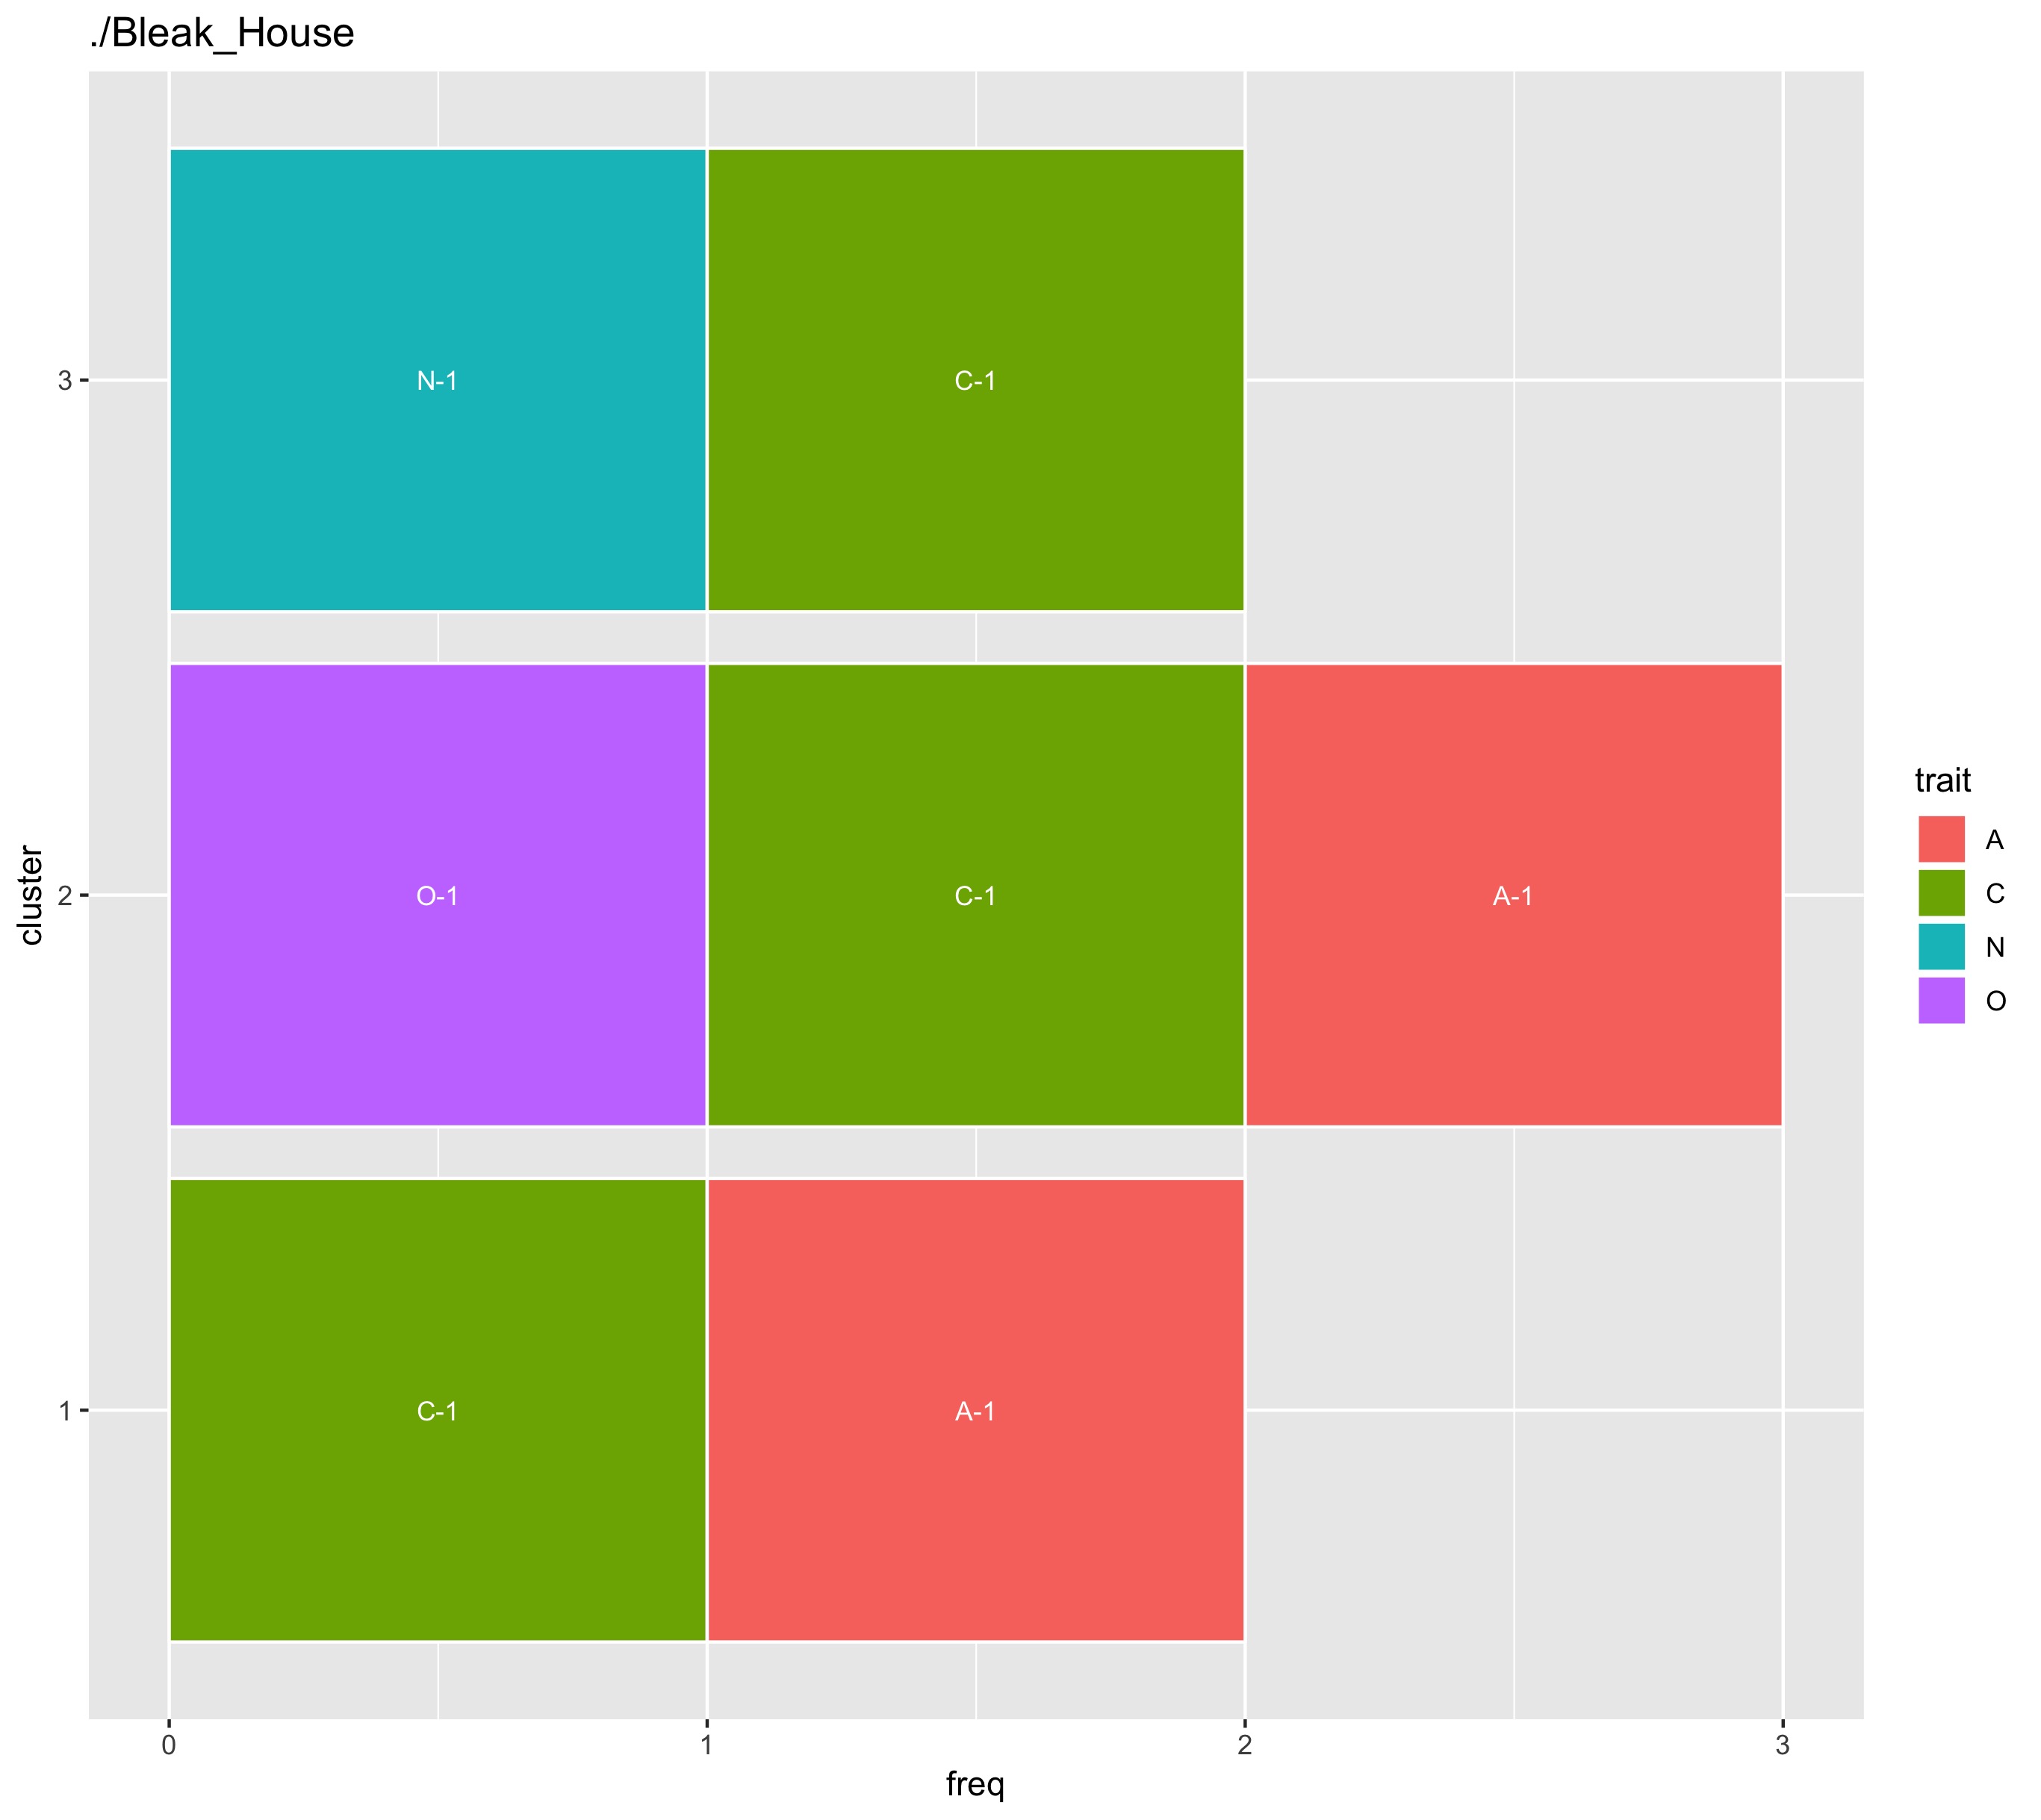 ./Bleak_House
3
N-1
C-1
cluster
2
O-1
C-1
A-1
1
C-1
A-1
0
1
2
3
freq
trait
A
C
N
O